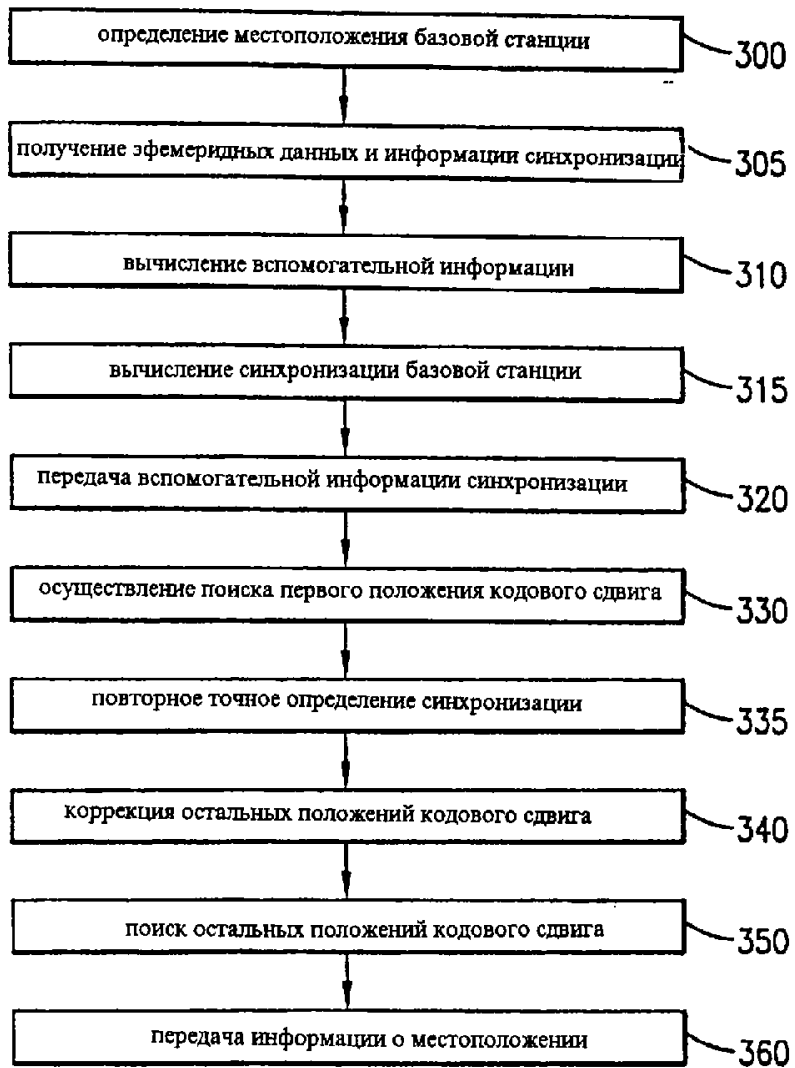 определение местоположения базовой станции
300
получение эфемеридных данных и информации синхронизации
305
вычисление вспомогательной информации
310
вычисление синхронизации базовой станции
315
передача вспомогательной информации синхронизации
320
осуществление поиска первого положения кодового сдвига
330
повторное точное определение синхронизации
335
коррекция остальных положений кодового сдвига
340
поиск остальных положений кодового сдвига
350
передача информации о местоположении
360